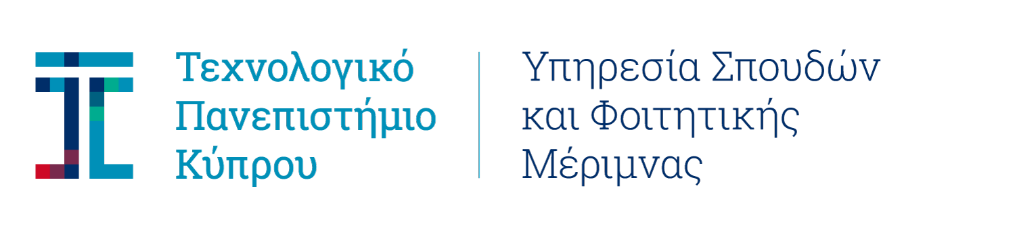 Τεχνολογικό
Πανεπιστήμιο
Κύπρου
Υπηρεσία Σπουδών
και Φοιτητικής
Μέριμνας